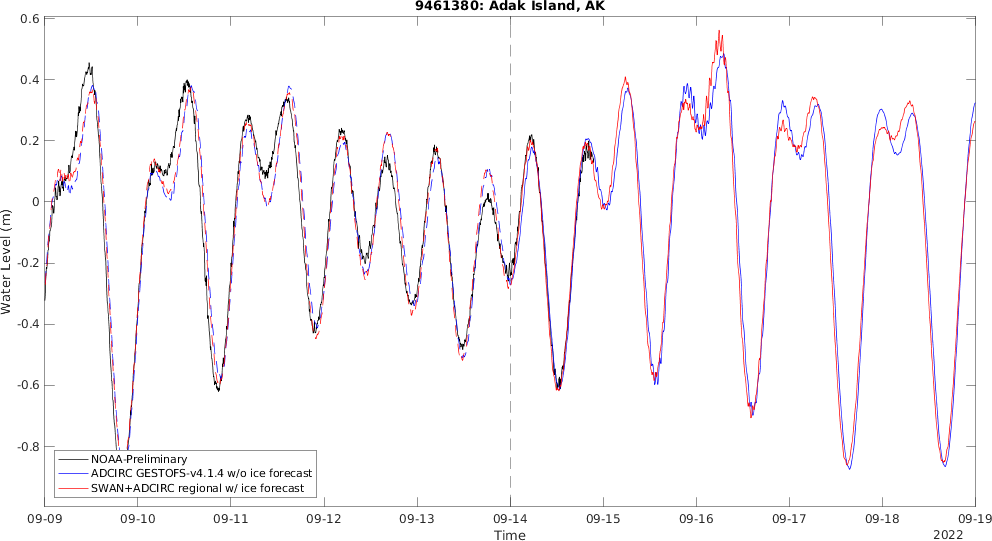 9461380: Adak Island, AK
0.6
0.4
0.2
0
-0.2
-0.4
-0.6
-0.8
Water Level (m)
NOAA-Preliminary
ADCIRC GESTOFS-v4.1.4 w/o ice forecast
SWAN+ADCIRC regional w/ ice forecast
09-09 09-10 09-11 09-12 09-13 09-14 09-15 09-16 09-17 09-18 09-19
Time
2022